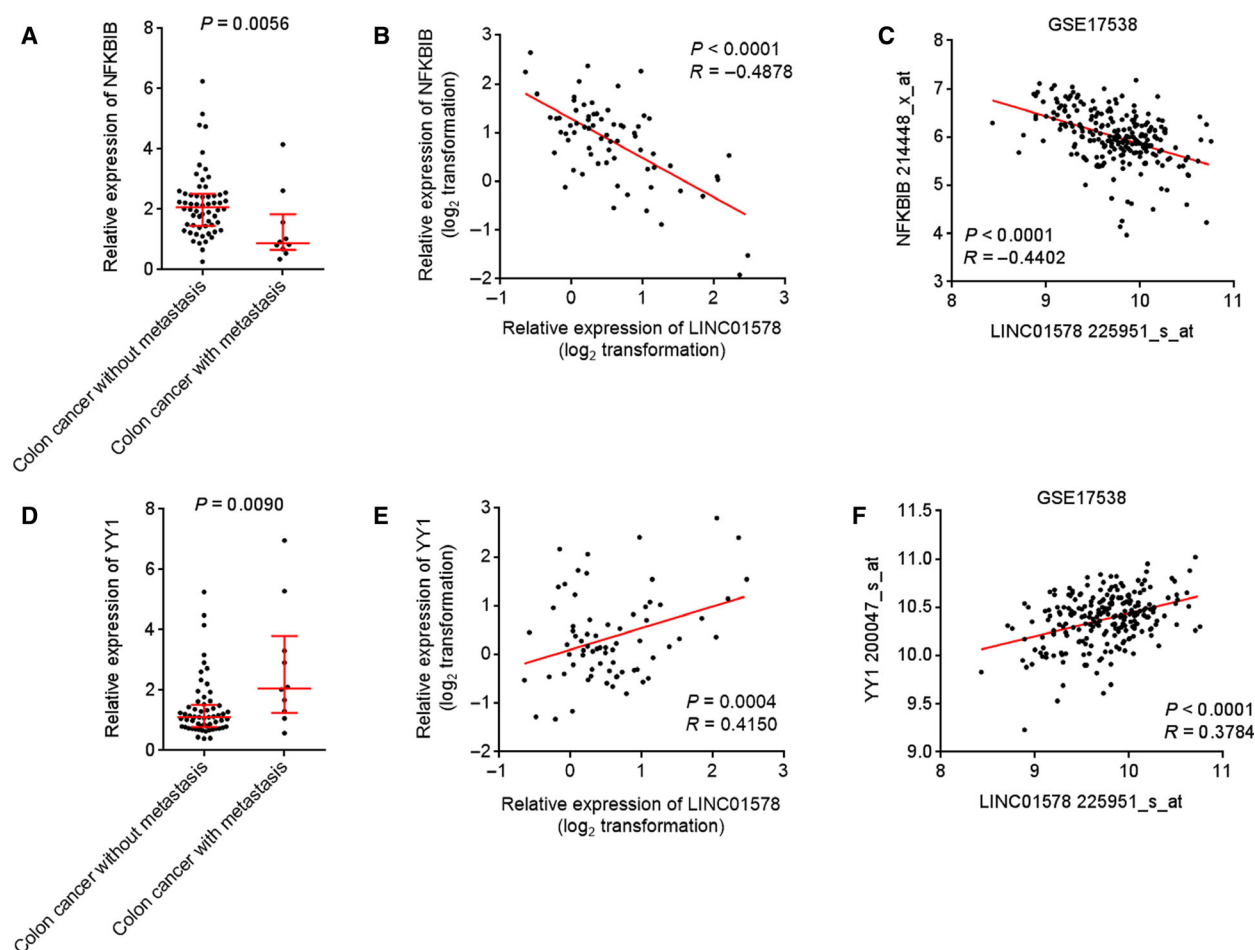 A
P = 0.0056
Relative expression of NFKBIB
8
6
4
2
0
Colon cancer without metastasis
Colon cancer with metastasis
B
Relative expression of NFKBIB
(log2 transformation)
3
2
1
0
–1
–2
P < 0.0001
R = –0.4878
–1 0 1 2 3
Relative expression of LINC01578
(log2 transformation)
C
GSE17538
NFKBIB 214448_x_at
8
7
6
5
4
3
P < 0.0001
R = –0.4402
8 9 10 11
LINC01578 225951_s_at
D
P = 0.0090
Relative expression of YY1
8
6
4
2
0
Colon cancer without metastasis
Colon cancer with metastasis
E
Relative expression of YY1
(log2 transformation)
3
2
1
0
–1
–2
P = 0.0004
R = 0.4150
–1 0 1 2 3
Relative expression of LINC01578
(log2 transformation)
F
GSE17538
YY1 200047_s_at
11.5
11.0
10.5
10.0
9.5
9.0
P < 0.0001
R = 0.3784
8 9 10 11
LINC01578 225951_s_at